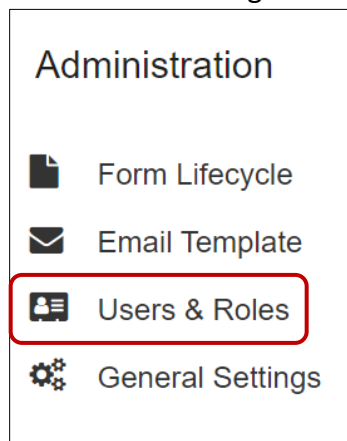 Administration
Form Lifecycle
Email Template
Users & Roles
General Settings